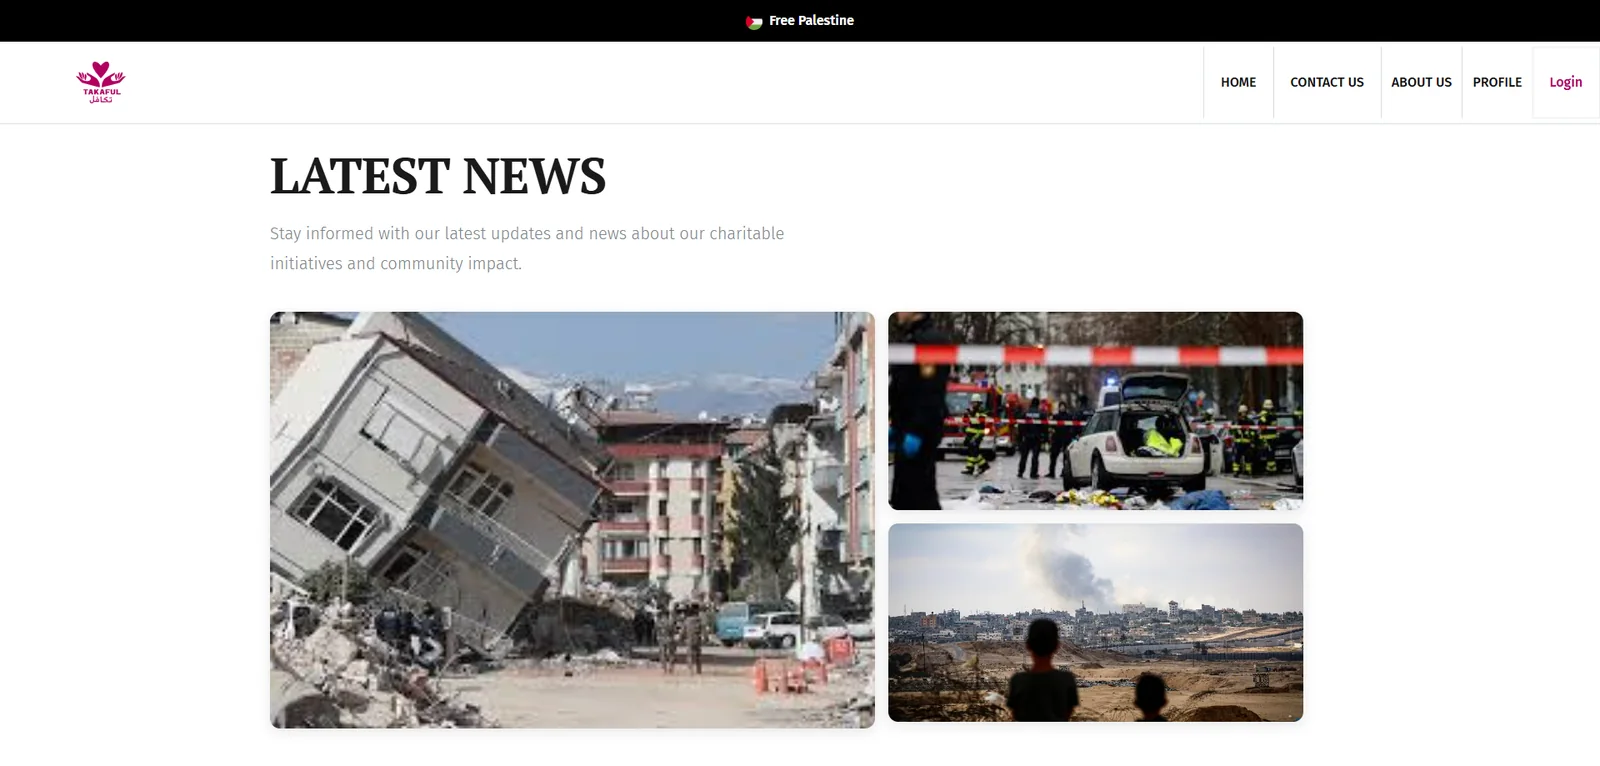 Free Palestine
TAKAFUL
تكافل
HOME
CONTACT US
ABOUT US
PROFILE
Login
LATEST NEWS
Stay informed with our latest updates and news about our charitable
initiatives and community impact.